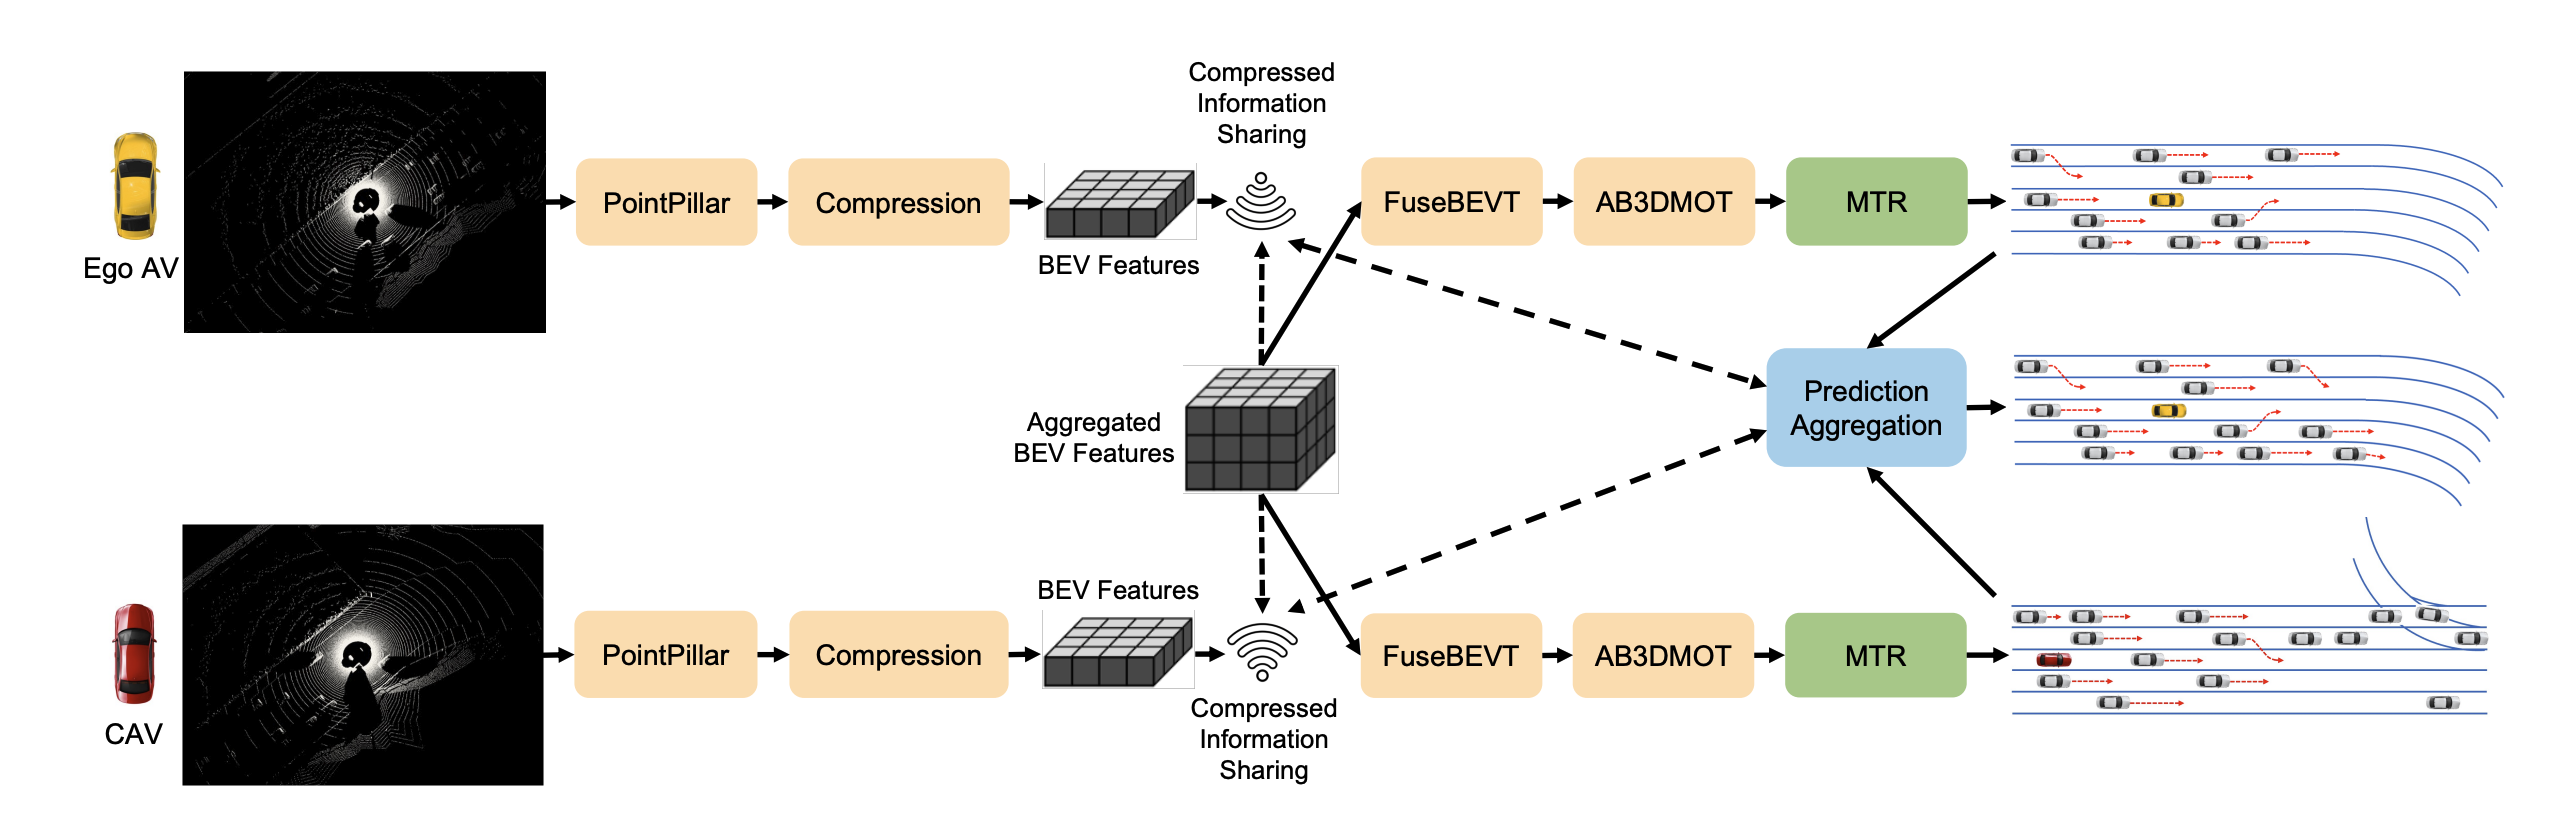 Ego AV
PointPillar
Compression
BEV Features
Compressed
Information
Sharing
FuseBEVT
AB3DMOT
MTR
Aggregated
BEV Features
Prediction
Aggregation
CAV
PointPillar
Compression
BEV Features
Compressed
Information
Sharing
FuseBEVT
AB3DMOT
MTR